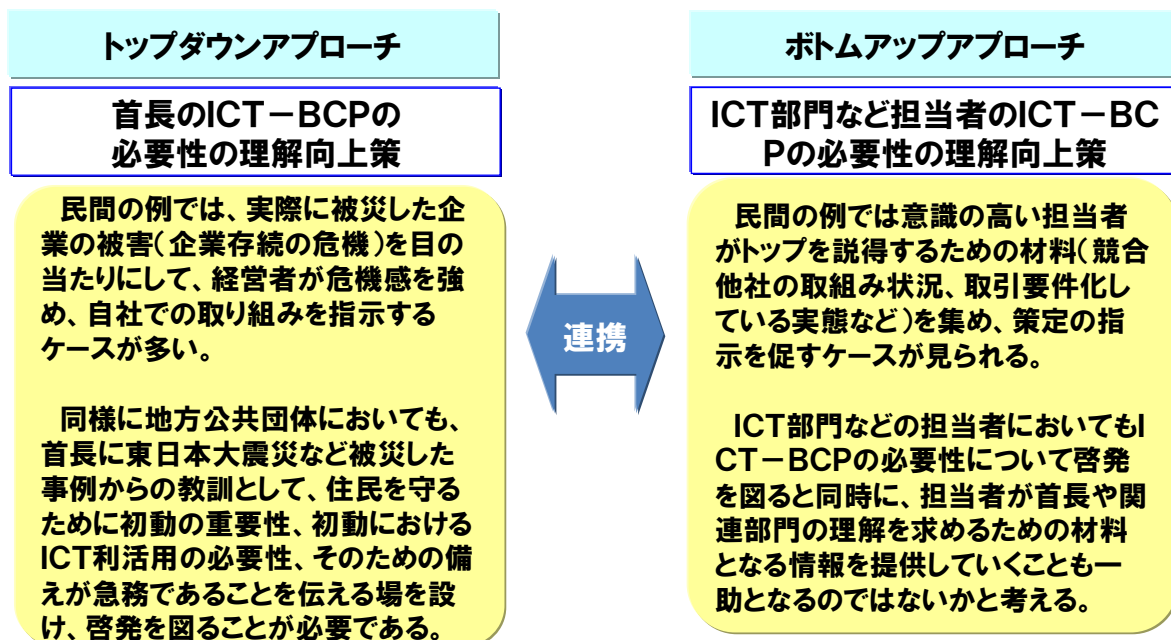 トップダウンアプローチ
首長のICT－BCPの
必要性の理解向上策
民間の例では、実際に被災した企
業の被害（企業存続の危機）を目の
当たりにして、経営者が危機感を強
め、自社での取り組みを指示する
ケースが多い。
同様に地方公共団体においても、
首長に東日本大震災など被災した
事例からの教訓として、住民を守る
ために初動の重要性、初動における
ICT利活用の必要性、そのための備
えが急務であることを伝える場を設
け、啓発を図ることが必要である。
連携
ボトムアップアプローチ
ICT部門など担当者のICT－BC
Pの必要性の理解向上策
民間の例では意識の高い担当者
がトップを説得するための材料（競合
他社の取組み状況、取引要件化し
ている実態など）を集め、策定の指
示を促すケースが見られる。
ICT部門などの担当者においてもI
CT－BCPの必要性について啓発
を図ると同時に、担当者が首長や関
連部門の理解を求めるための材料
となる情報を提供していくことも一
助となるのではないかと考える。